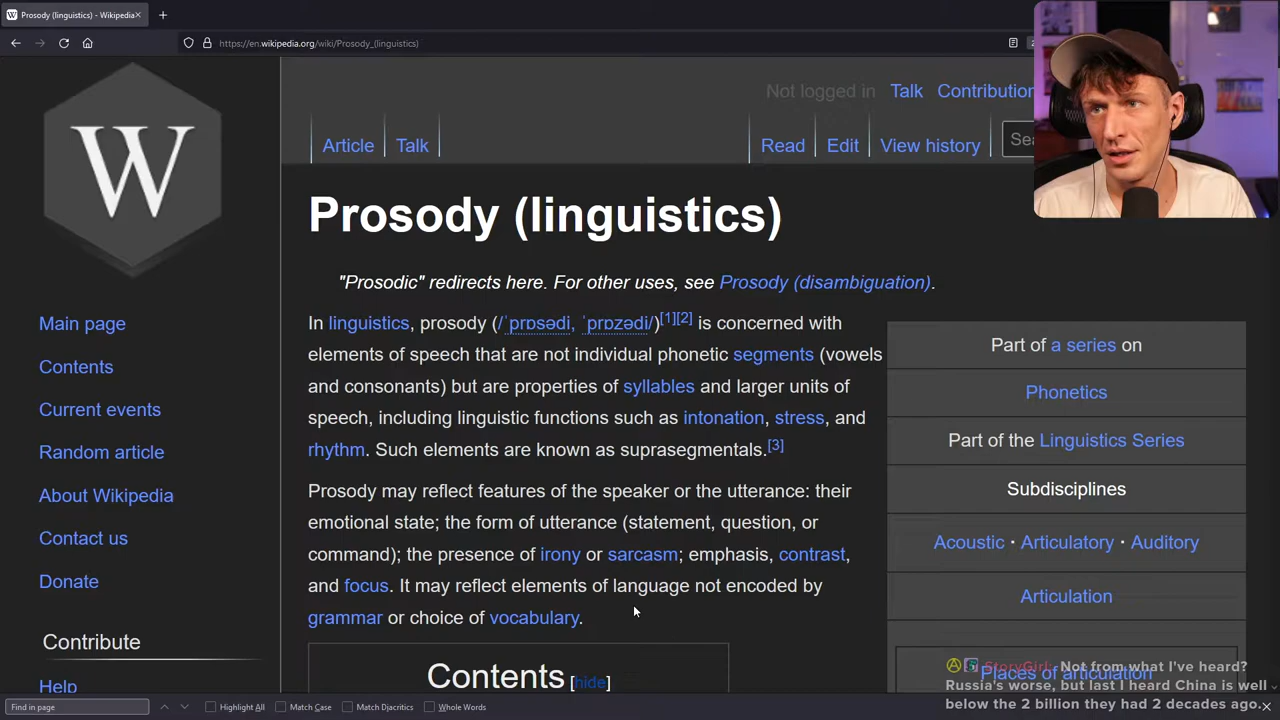 Prosody (linguistics) - Wikipedia
https://en.wikipedia.org/wiki/Prosody_(linguistics)
W
Not logged in Talk Contribution
Article Talk Read Edit View history Sea
Prosody (linguistics)
"Prosodic" redirects here. For other uses, see Prosody (disambiguation).
In linguistics, prosody (/ˈprɒsədi, ˈprɒzədi/)[1][2] is concerned with
elements of speech that are not individual phonetic segments (vowels
and consonants) but are properties of syllables and larger units of
speech, including linguistic functions such as intonation, stress, and
rhythm. Such elements are known as suprasegmentals.[3]
Prosody may reflect features of the speaker or the utterance: their
emotional state; the form of utterance (statement, question, or
command); the presence of irony or sarcasm; emphasis, contrast,
and focus. It may reflect elements of language not encoded by
grammar or choice of vocabulary.
Contents [hide]
Main page
Contents
Current events
Random article
About Wikipedia
Contact us
Donate
Contribute
Help
Part of a series on
Phonetics
Part of the Linguistics Series
Subdisciplines
Acoustic · Articulatory · Auditory
Articulation
Places of articulation
StoryGirl: Not from what I've heard?
Russia's worse, but last I heard China is well
below the 2 billion they had 2 decades ago.
Find in page Highlight All Match Case Match Diacritics Whole Words